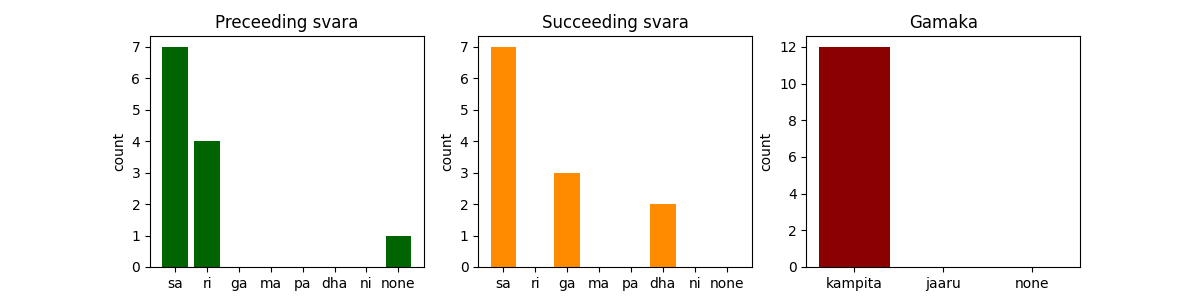 Preceeding svara
count
7
6
5
4
3
2
1
0
sa ri ga ma pa dha ni none
Succeeding svara
count
7
6
5
4
3
2
1
0
sa ri ga ma pa dha ni none
Gamaka
count
12
10
8
6
4
2
0
kampita jaaru none